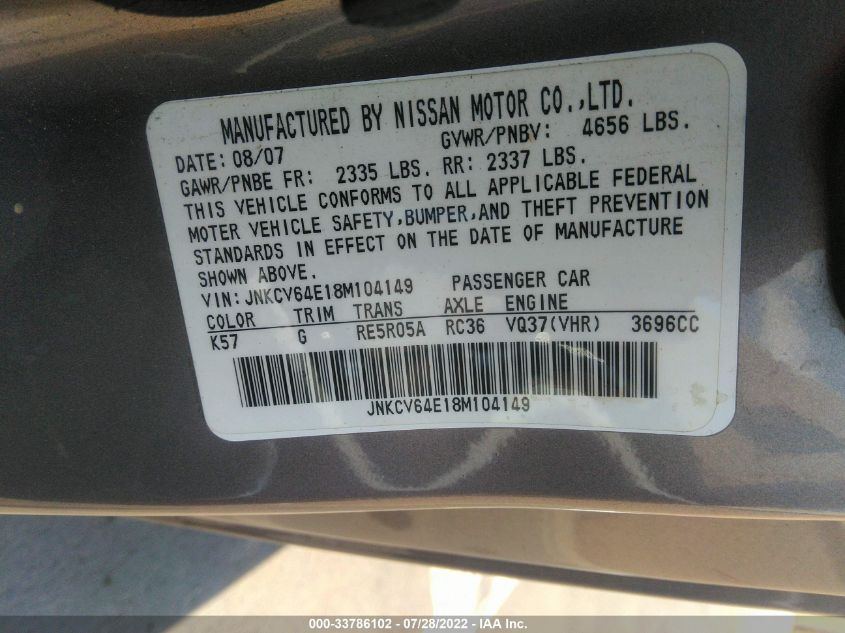 MANUFACTURED BY NISSAN MOTOR CO.,LTD.
DATE: 08/07 GVWR/PNBV: 4656 LBS.
GAWR/PNBE FR: 2335 LBS. RR: 2337 LBS.
THIS VEHICLE CONFORMS TO ALL APPLICABLE FEDERAL
MOTER VEHICLE SAFETY,BUMPER,AND THEFT PREVENTION
STANDARDS IN EFFECT ON THE DATE OF MANUFACTURE
SHOWN ABOVE.
VIN: JNKCV64E18M104149 PASSENGER CAR
COLOR TRIM TRANS AXLE ENGINE
K57 G RE5R05A RC36 VQ37(VHR) 3696CC
JNKCV64E18M104149
000-33786102 - 07/28/2022 - IAA Inc.